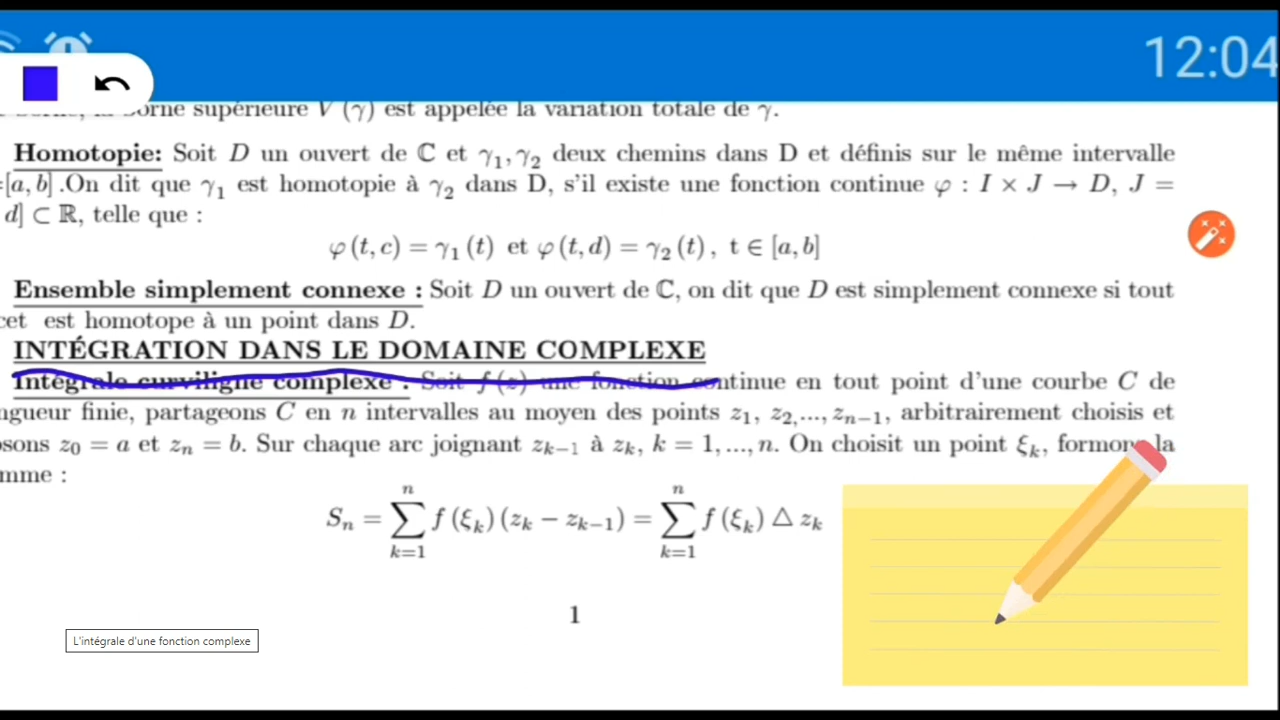 12:04
borne supérieure V (γ) est appelée la variation totale de γ.
Homotopie: Soit D un ouvert de ℂ et γ₁, γ₂ deux chemins dans D et définis sur le même intervalle
=[a, b] .On dit que γ₁ est homotopie à γ₂ dans D, s'il existe une fonction continue φ : I × J → D, J =
d] ⊂ ℝ, telle que :
φ (t, c) = γ₁ (t) et φ (t, d) = γ₂ (t) , t ∈ [a, b]
Ensemble simplement connexe : Soit D un ouvert de ℂ, on dit que D est simplement connexe si tout
cet est homotope à un point dans D.
INTÉGRATION DANS LE DOMAINE COMPLEXE
Intégrale curviligne complexe : Soit f (z) une fonction continue en tout point d'une courbe C de
ngueur finie, partageons C en n intervalles au moyen des points z₁, z₂,..., zₙ₋₁, arbitrairement choisis et
osons z₀ = a et zₙ = b. Sur chaque arc joignant zₖ₋₁ à zₖ, k = 1, ..., n. On choisit un point ξₖ, formons la
mme :
Sₙ = ∑ₖ₌₁ⁿ f (ξₖ) (zₖ − zₖ₋₁) = ∑ₖ₌₁ⁿ f (ξₖ) △ zₖ
1
L'intégrale d'une fonction complexe